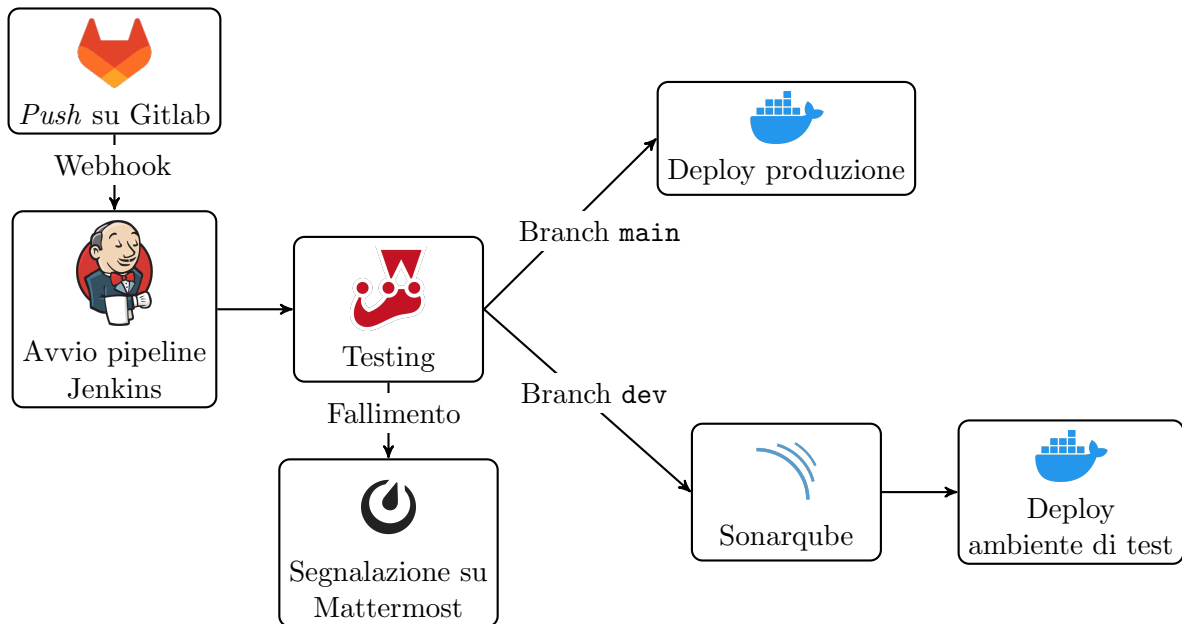 Push su Gitlab
Webhook
Avvio pipeline
Jenkins
Testing
Fallimento
Segnalazione su
Mattermost
Branch main
Deploy produzione
Branch dev
Sonarqube
Deploy
ambiente di test